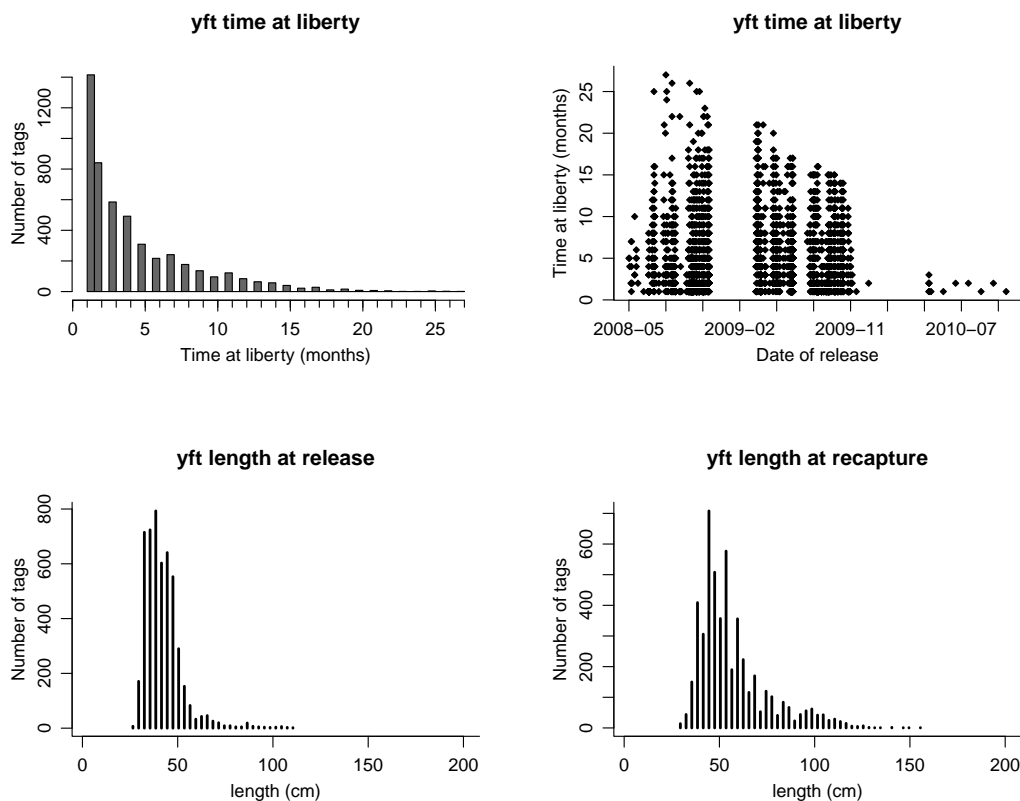 yft time at liberty
Number of tags
0 400 800 1200
0 5 10 15 20 25
Time at liberty (months)
yft time at liberty
Time at liberty (months)
0 5 10 15 20 25
2008−05 2009−02 2009−11 2010−07
Date of release
yft length at release
Number of tags
0 200 400 600 800
0 50 100 150 200
length (cm)
yft length at recapture
Number of tags
0 200 400 600
0 50 100 150 200
length (cm)